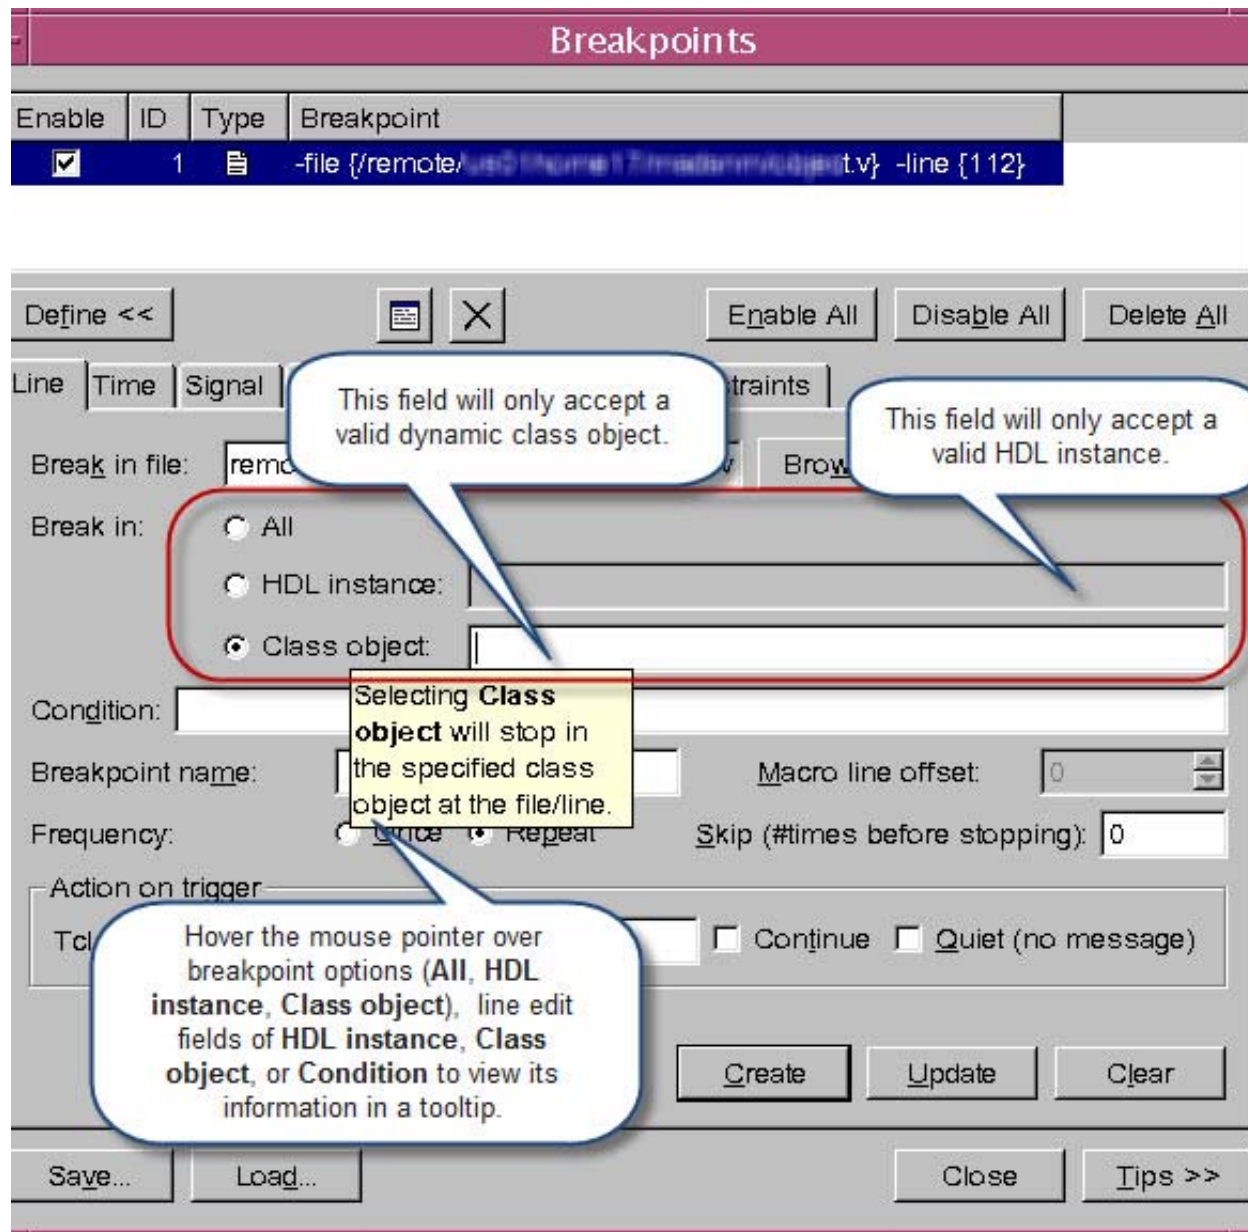 Breakpoints
Enable ID Type Breakpoint
1 -file {/remote/ t.v} -line {112}
Define << Enable All Disable All Delete All
Line Time Signal straints
This field will only accept a
valid dynamic class object.
This field will only accept a
valid HDL instance.
Break in file: remo v Brow
Break in: All
HDL instance:
Class object:
Selecting Class
object will stop in
the specified class
object at the file/line.
Condition:
Breakpoint name: Macro line offset: 0
Frequency: Once Repeat Skip (#times before stopping): 0
Action on trigger
Tcl Continue Quiet (no message)
Hover the mouse pointer over
breakpoint options (All, HDL
instance, Class object), line edit
fields of HDL instance, Class
object, or Condition to view its
information in a tooltip.
Create Update Clear
Save... Load... Close Tips >>